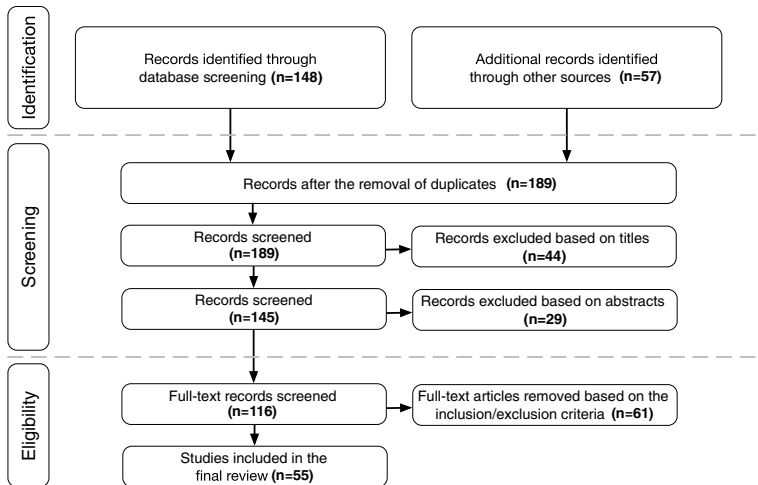 Identification
Records identified through
database screening (n=148)
Additional records identified
through other sources (n=57)
Screening
Records after the removal of duplicates (n=189)
Records screened
(n=189)
Records excluded based on titles
(n=44)
Records screened
(n=145)
Records excluded based on abstracts
(n=29)
Eligibility
Full-text records screened
(n=116)
Full-text articles removed based on the
inclusion/exclusion criteria (n=61)
Studies included in the
final review (n=55)